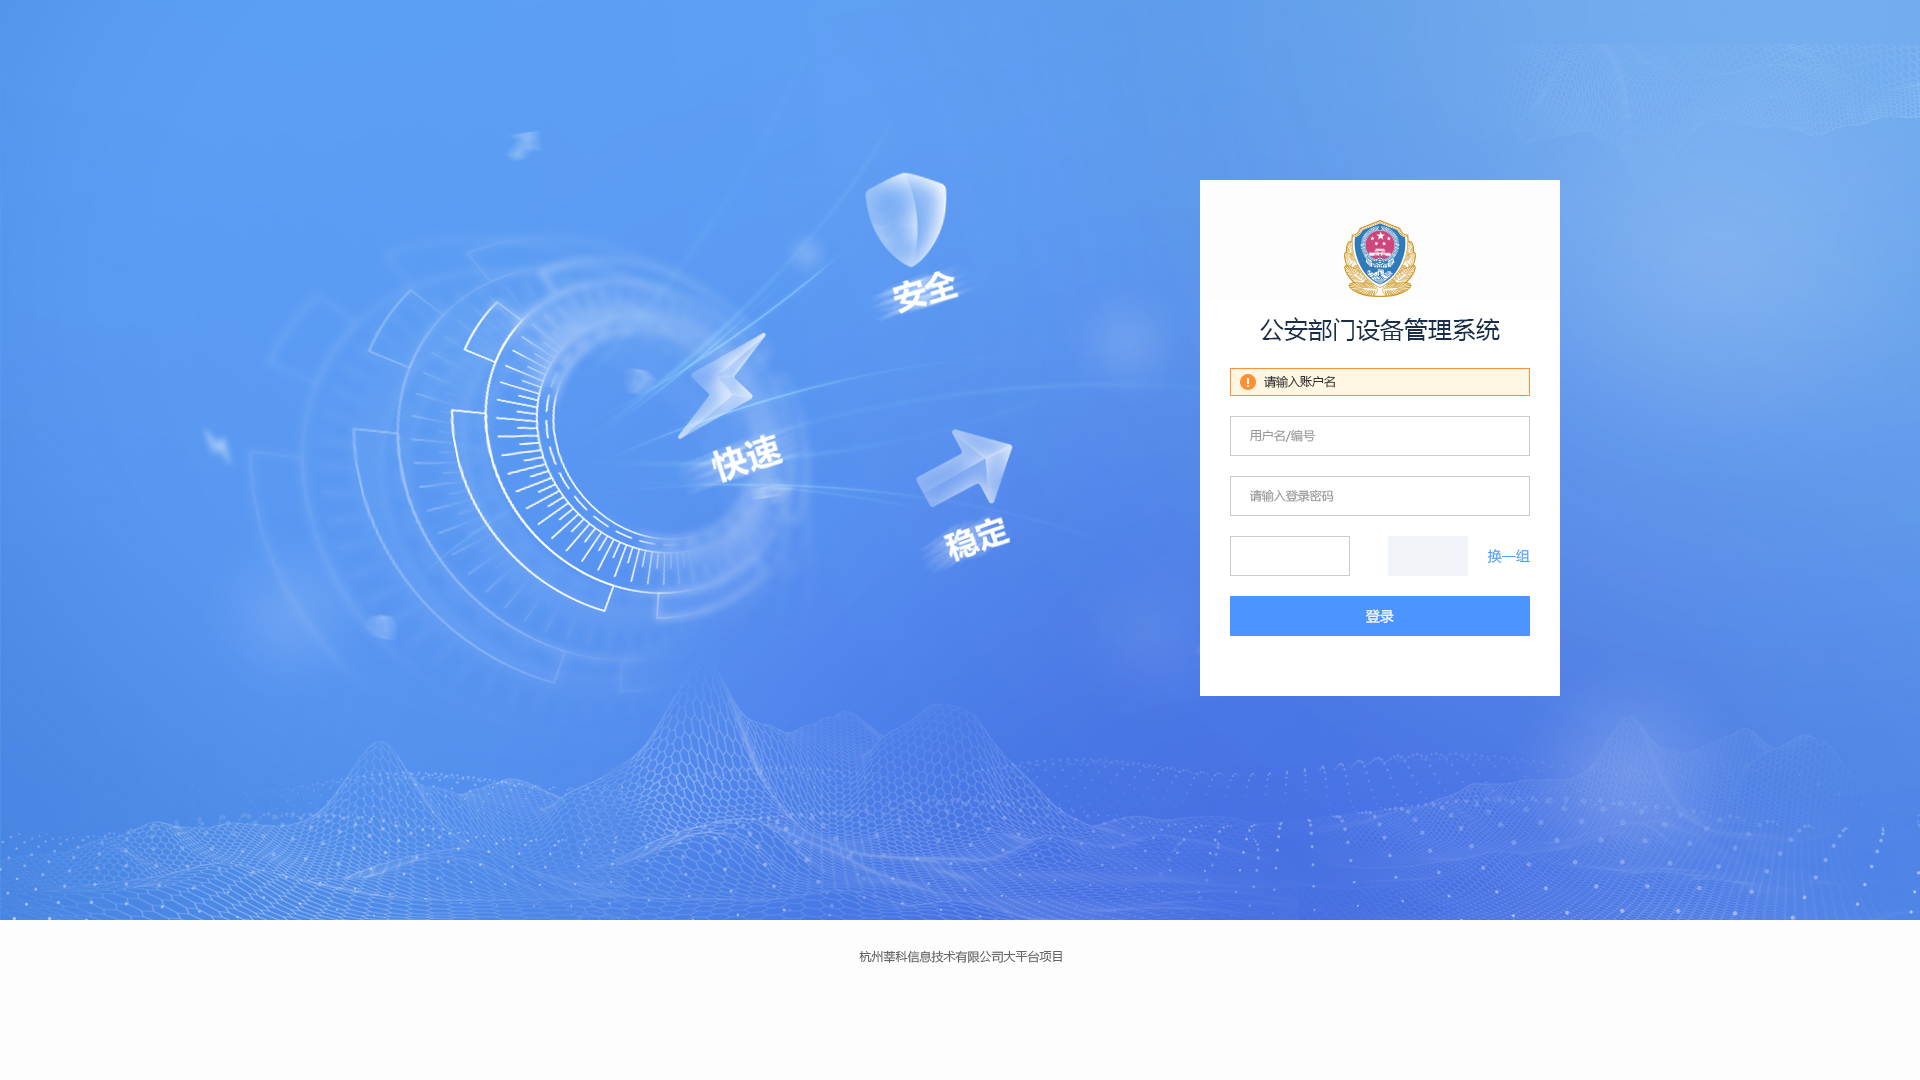 安全
快速
稳定
公安部门设备管理系统
请输入账户名
用户名/编号
请输入登录密码
换一组
登录
杭州莘科信息技术有限公司大平台项目